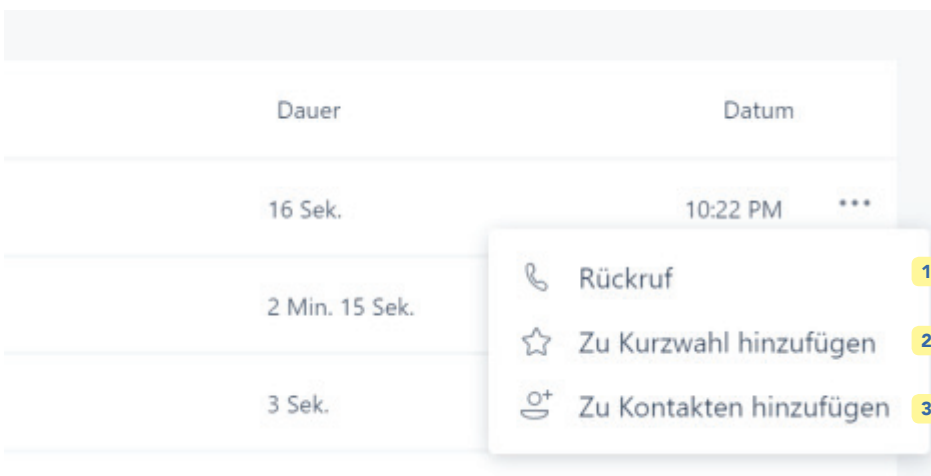 Dauer Datum
16 Sek. 10:22 PM ...
Rückruf 1
2 Min. 15 Sek.
Zu Kurzwahl hinzufügen 2
3 Sek.
Zu Kontakten hinzufügen 3